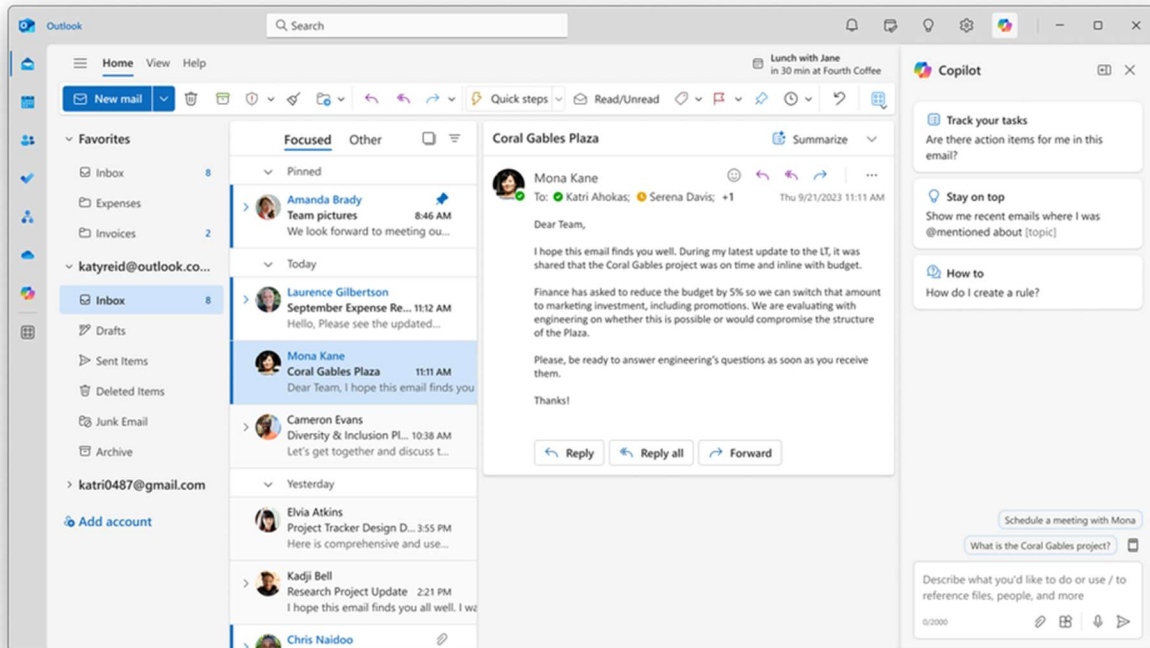 Outlook
Search
Home View Help
Lunch with Jane
in 30 min at Fourth Coffee
New mail
Quick steps
Read/Unread
Favorites
Inbox 8
Expenses
Invoices 2
katyreid@outlook.co...
Inbox 8
Drafts
Sent Items
Deleted Items
Junk Email
Archive
katri0487@gmail.com
Add account
Focused Other
Pinned
Amanda Brady
Team pictures 8:46 AM
We look forward to meeting ou...
Today
Laurence Gilbertson
September Expense Re... 11:12 AM
Hello, Please see the updated...
Mona Kane
Coral Gables Plaza 11:11 AM
Dear Team, I hope this email finds you
Cameron Evans
Diversity & Inclusion Pl... 10:38 AM
Let's get together and discuss t...
Yesterday
Elvia Atkins
Project Tracker Design D... 3:55 PM
Here is comprehensive and use...
Kadji Bell
Research Project Update 2:21 PM
I hope this email finds you all well. I wa
Chris Naidoo
Coral Gables Plaza
Summarize
Mona Kane
To: Katri Ahokas; Serena Davis; +1
Thu 9/21/2023 11:11 AM
Dear Team,
I hope this email finds you well. During my latest update to the LT, it was
shared that the Coral Gables project was on time and inline with budget.
Finance has asked to reduce the budget by 5% so we can switch that amount
to marketing investment, including promotions. We are evaluating with
engineering on whether this is possible or would compromise the structure
of the Plaza.
Please, be ready to answer engineering's questions as soon as you receive
them.
Thanks!
Reply
Reply all
Forward
Copilot
Track your tasks
Are there action items for me in this
email?
Stay on top
Show me recent emails where I was
@mentioned about [topic]
How to
How do I create a rule?
Schedule a meeting with Mona
What is the Coral Gables project?
Describe what you'd like to do or use / to
reference files, people, and more
0/2000